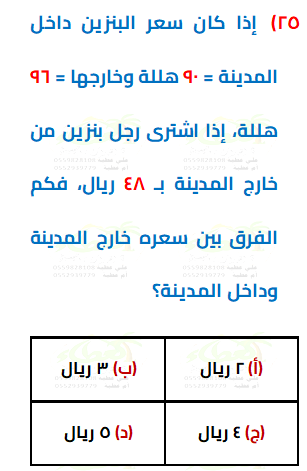 ٢٥) إذا كان سعر البنزين داخل
المدينة = ٩٠ هللة وخارجها = ٩٦
هللة، إذا اشترى رجل بنزين من
خارج المدينة بـ ٤٨ ريال، فكم
الفرق بين سعره خارج المدينة
وداخل المدينة؟
(أ) ٢ ريال (ب) ٣ ريال
(ج) ٤ ريال (د) ٥ ريال